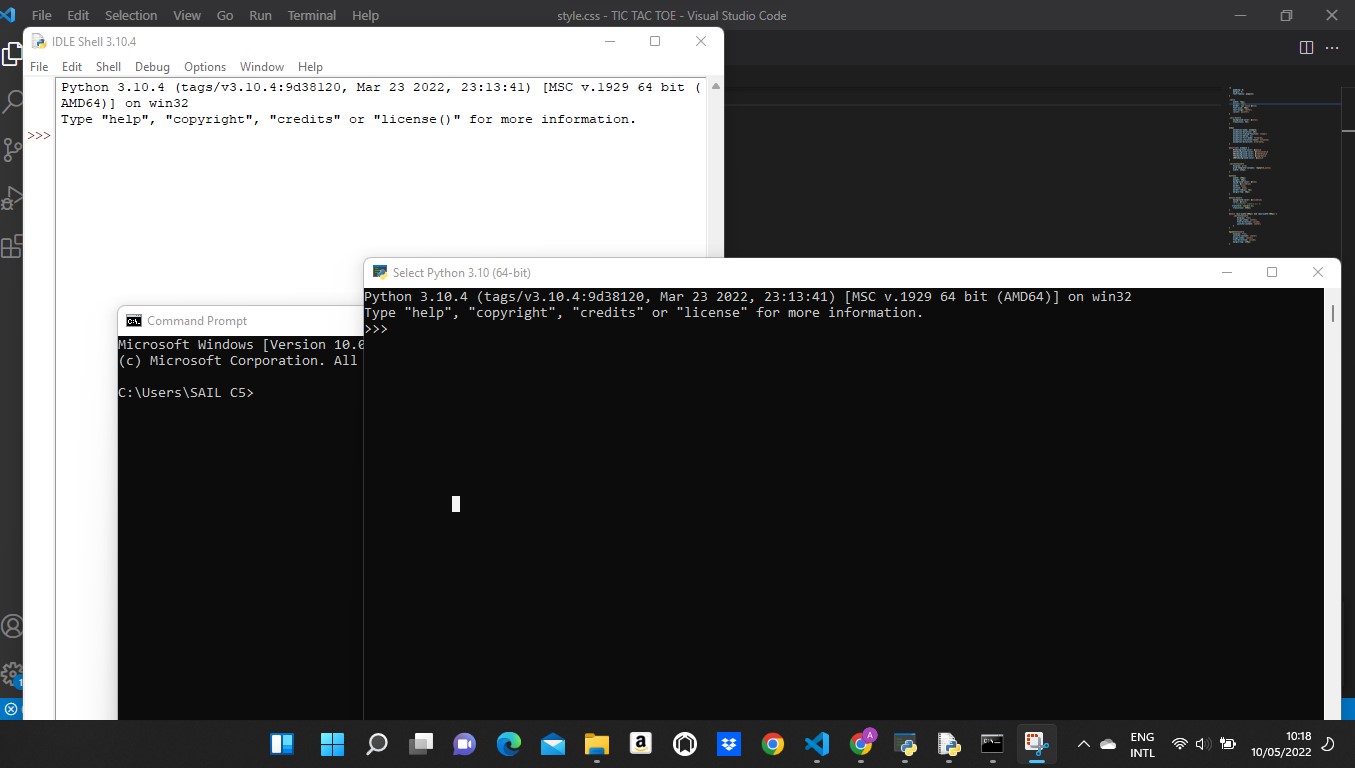 File Edit Selection View Go Run Terminal Help
style.css - TIC TAC TOE - Visual Studio Code
IDLE Shell 3.10.4
File Edit Shell Debug Options Window Help
Python 3.10.4 (tags/v3.10.4:9d38120, Mar 23 2022, 23:13:41) [MSC v.1929 64 bit (
AMD64)] on win32
Type "help", "copyright", "credits" or "license()" for more information.
>>>
Select Python 3.10 (64-bit)
Python 3.10.4 (tags/v3.10.4:9d38120, Mar 23 2022, 23:13:41) [MSC v.1929 64 bit (AMD64)] on win32
Type "help", "copyright", "credits" or "license" for more information.
>>>
Command Prompt
Microsoft Windows [Version 10.0
(c) Microsoft Corporation. All
C:\Users\SAIL C5>
ENG
INTL
10:18
10/05/2022